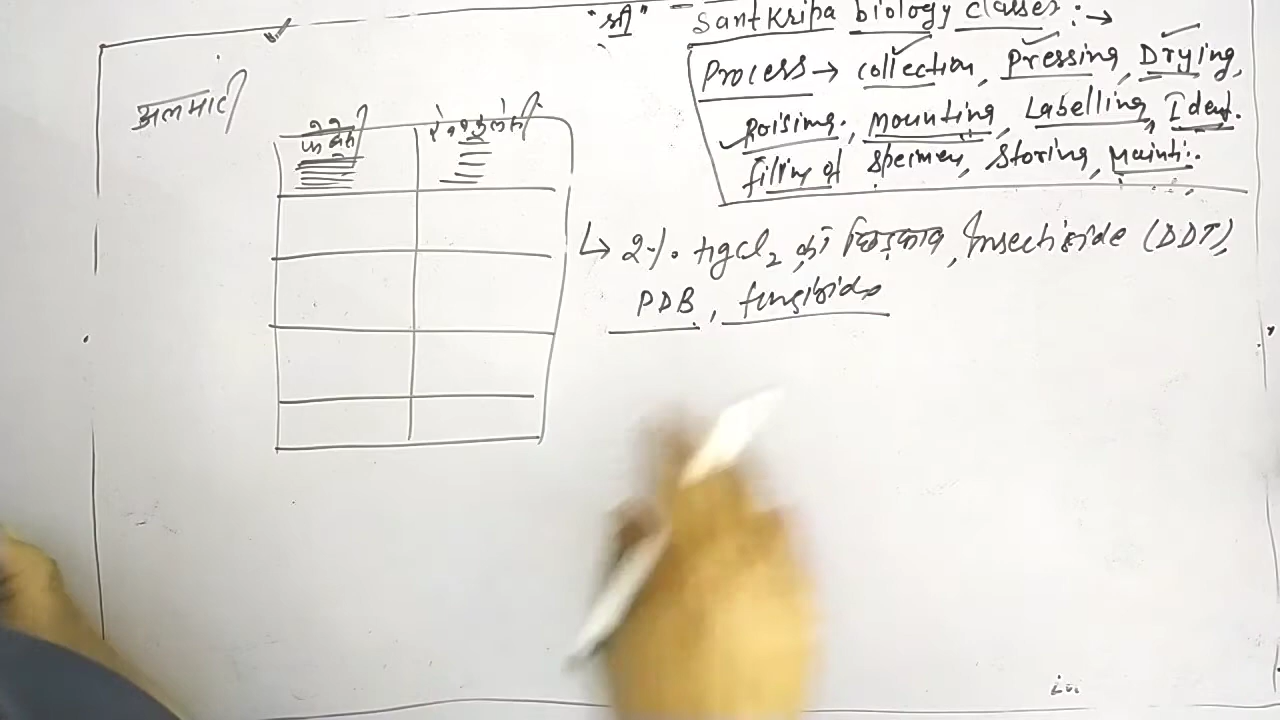 "श्री" - Santkripa biology classes :→
Process → collection, Pressing, Drying,
Poising, Mounting, Labelling, Ident.
filling of specimen, Storing, Mainti..
अलमारी
↳ 2% HgCl2 का छिड़काव, Insecticide (DDT),
PDB, fungicide